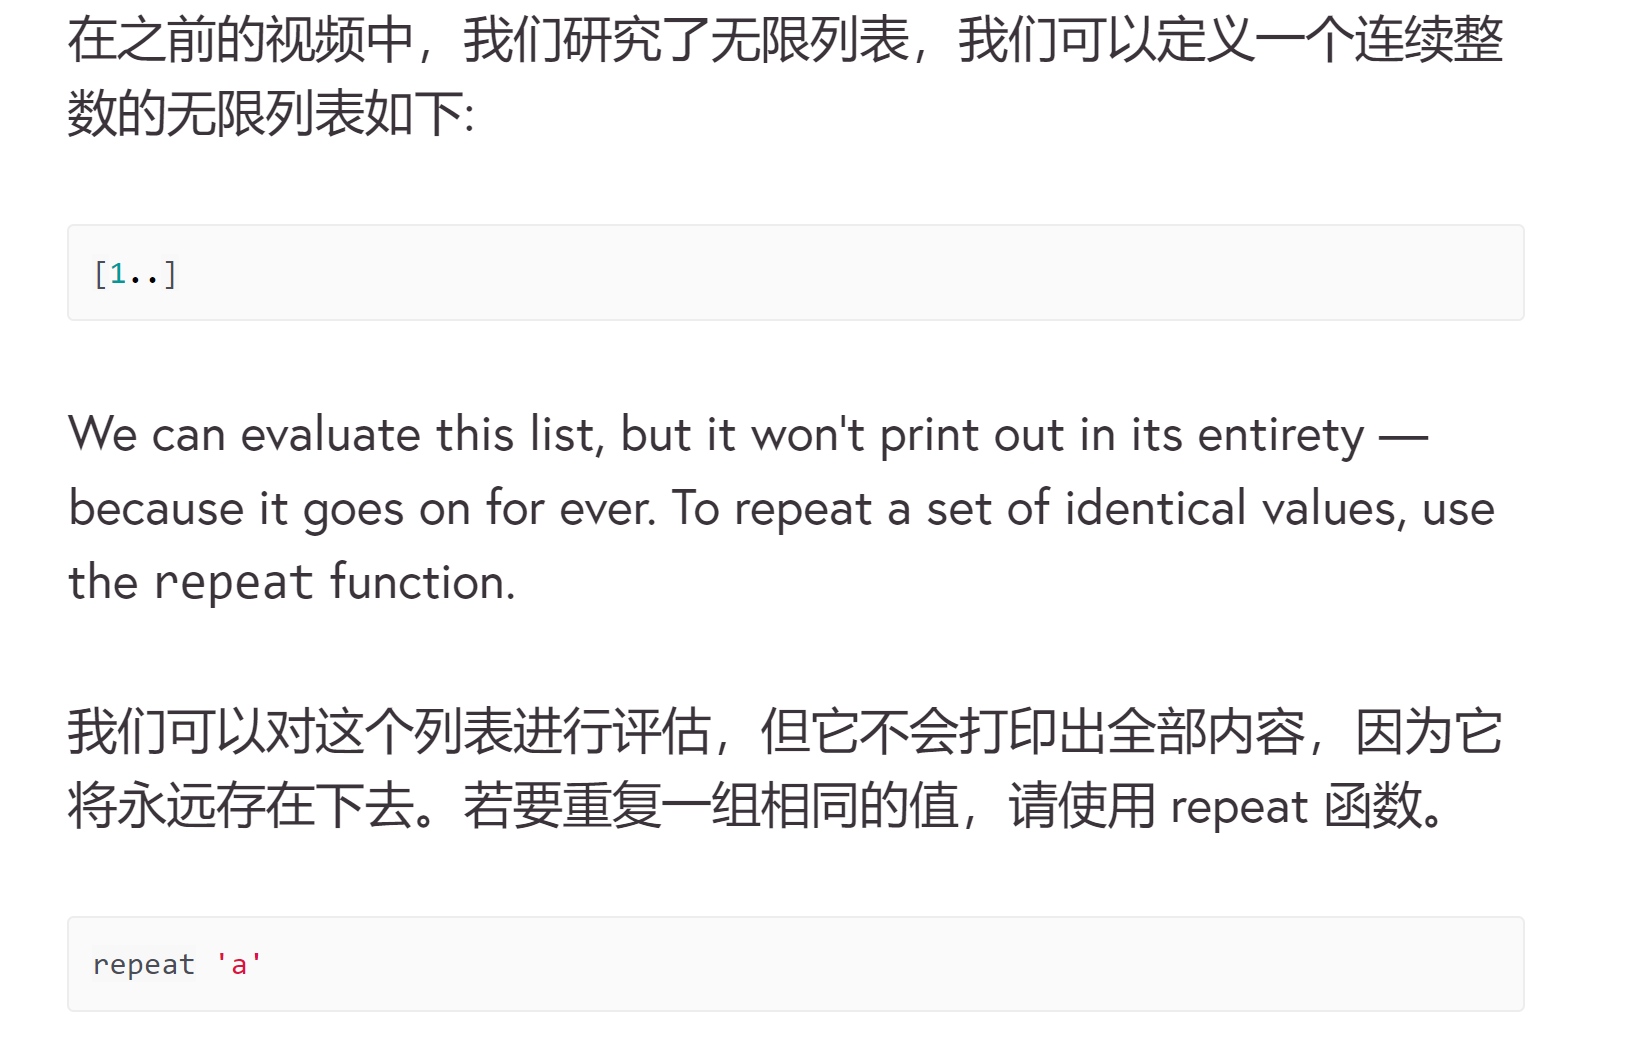 在之前的视频中，我们研究了无限列表，我们可以定义一个连续整
数的无限列表如下:
[1..]
We can evaluate this list, but it won't print out in its entirety —
because it goes on for ever. To repeat a set of identical values, use
the repeat function.
我们可以对这个列表进行评估，但它不会打印出全部内容，因为它
将永远存在下去。若要重复一组相同的值，请使用 repeat 函数。
repeat 'a'